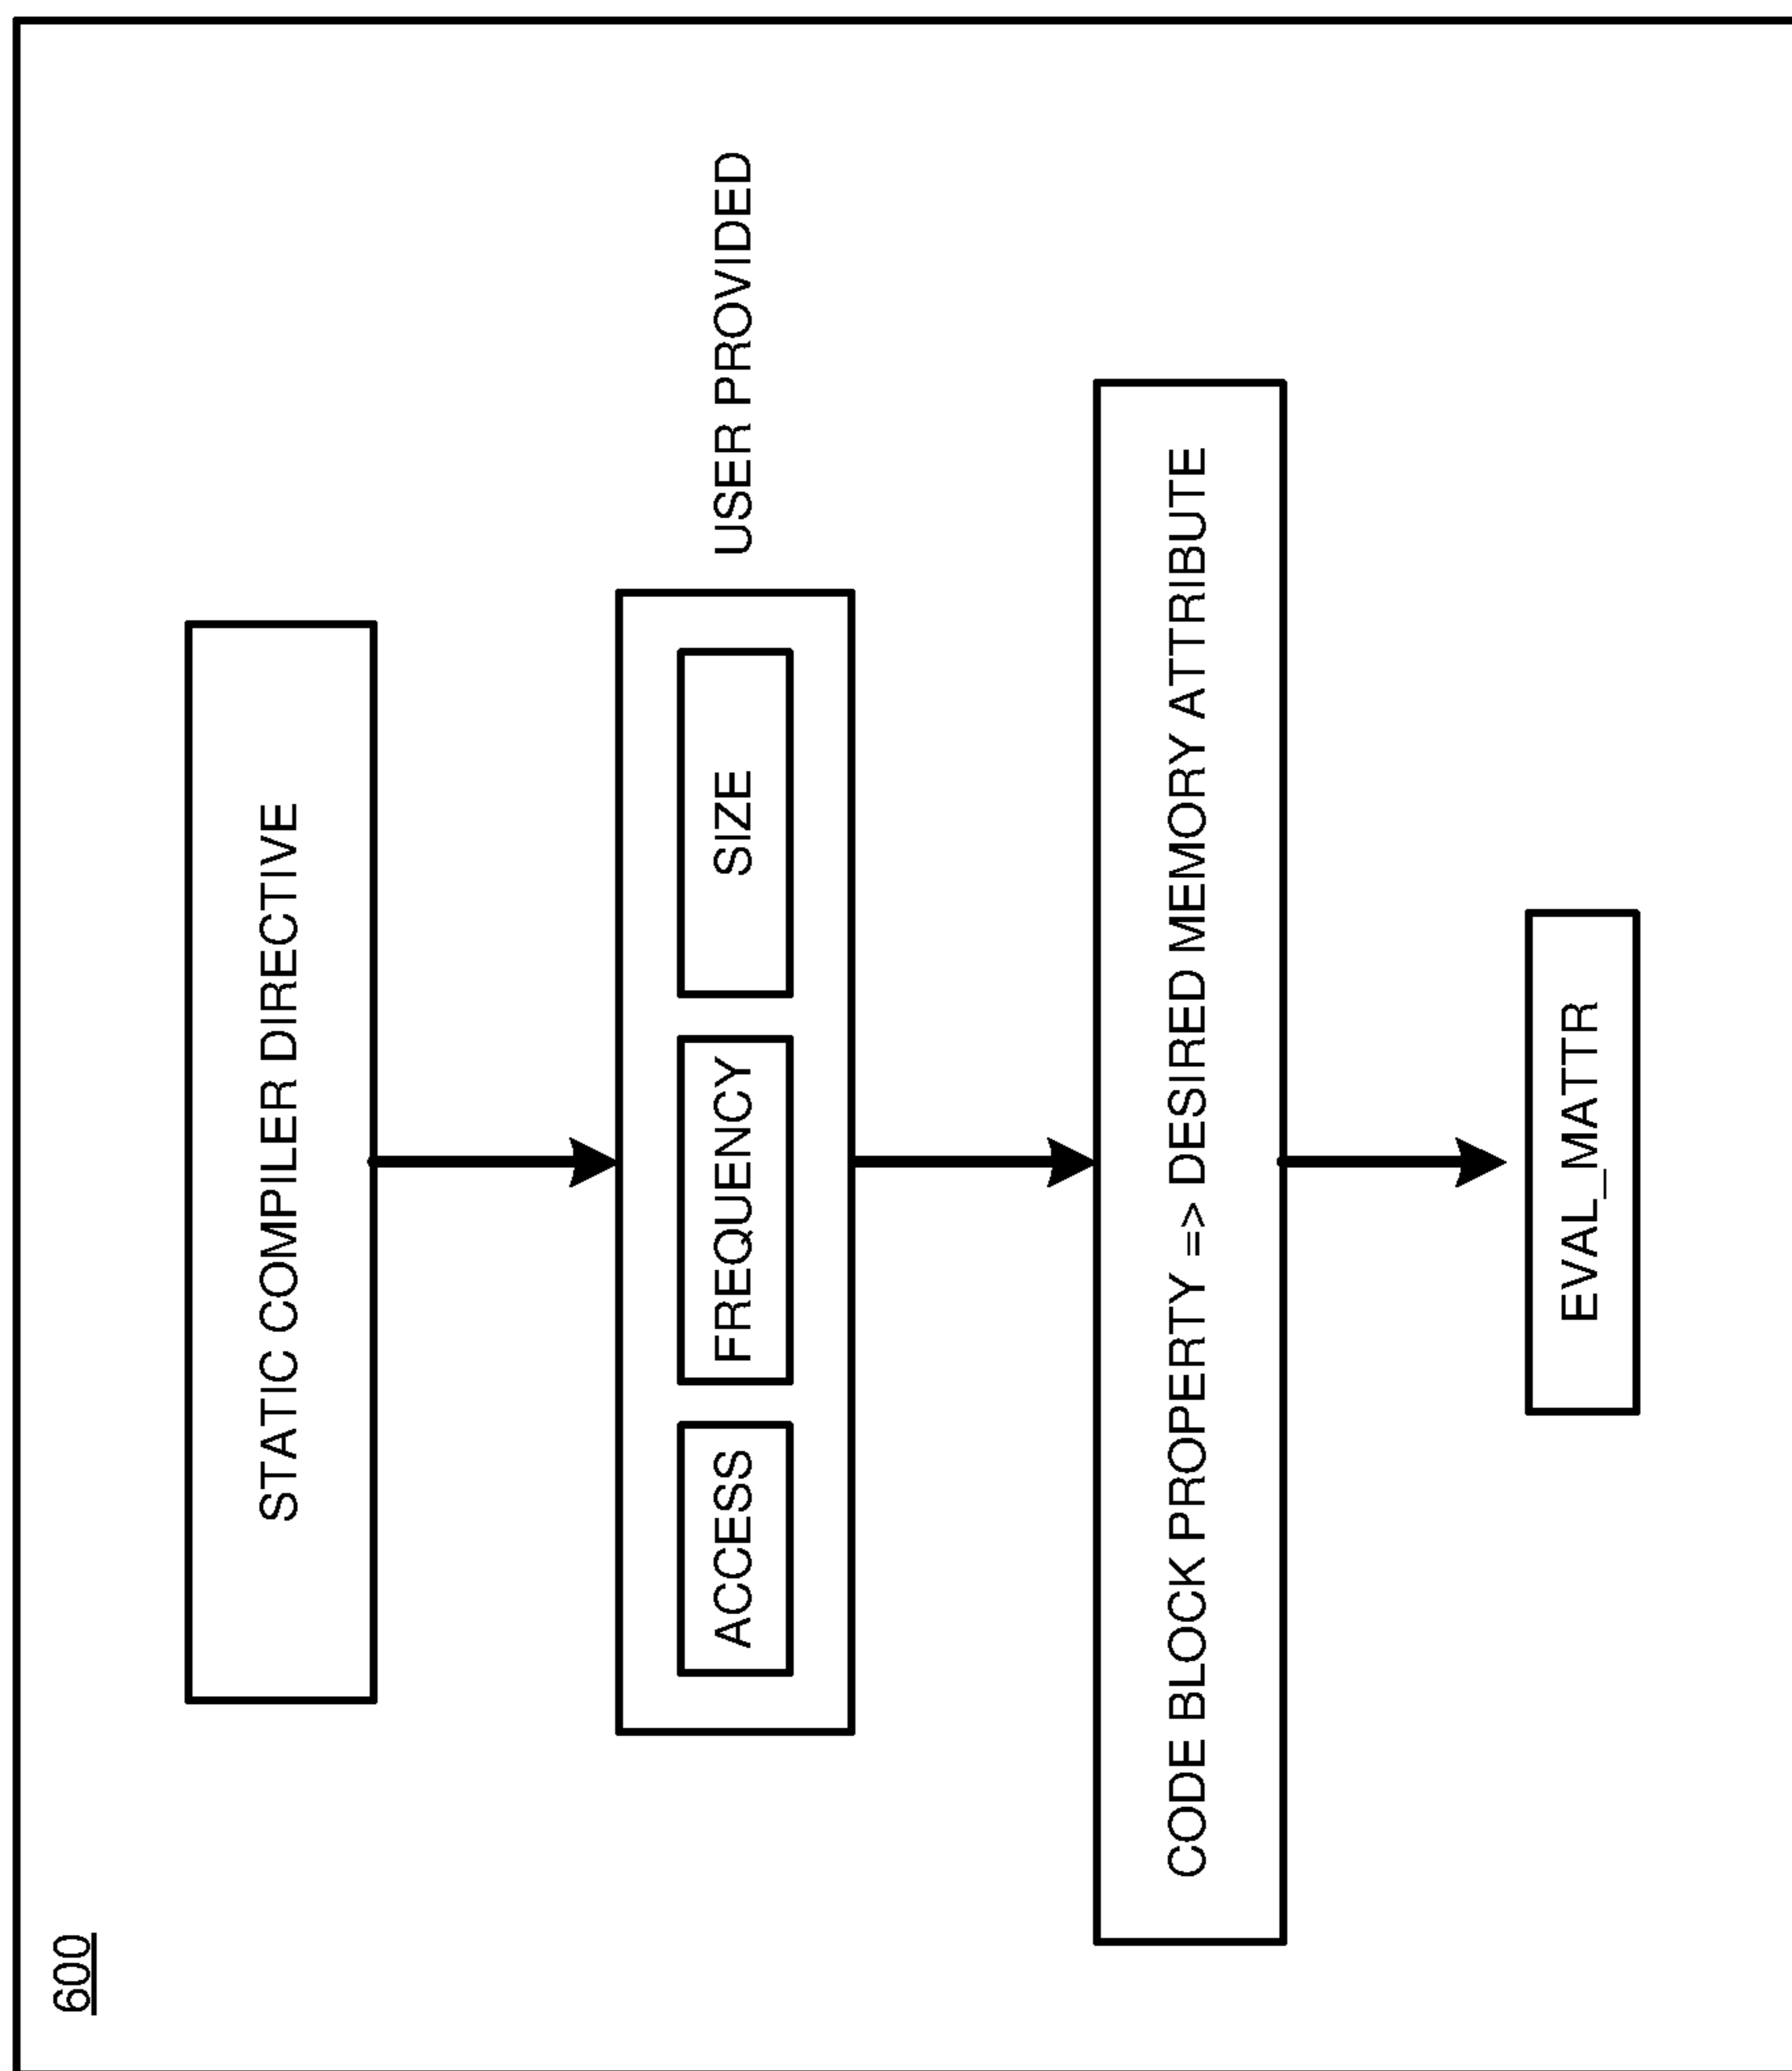 600
STATIC COMPILER DIRECTIVE
ACCESS
FREQUENCY
SIZE
USER PROVIDED
CODE BLOCK PROPERTY => DESIRED MEMORY ATTRIBUTE
EVAL_MATTR